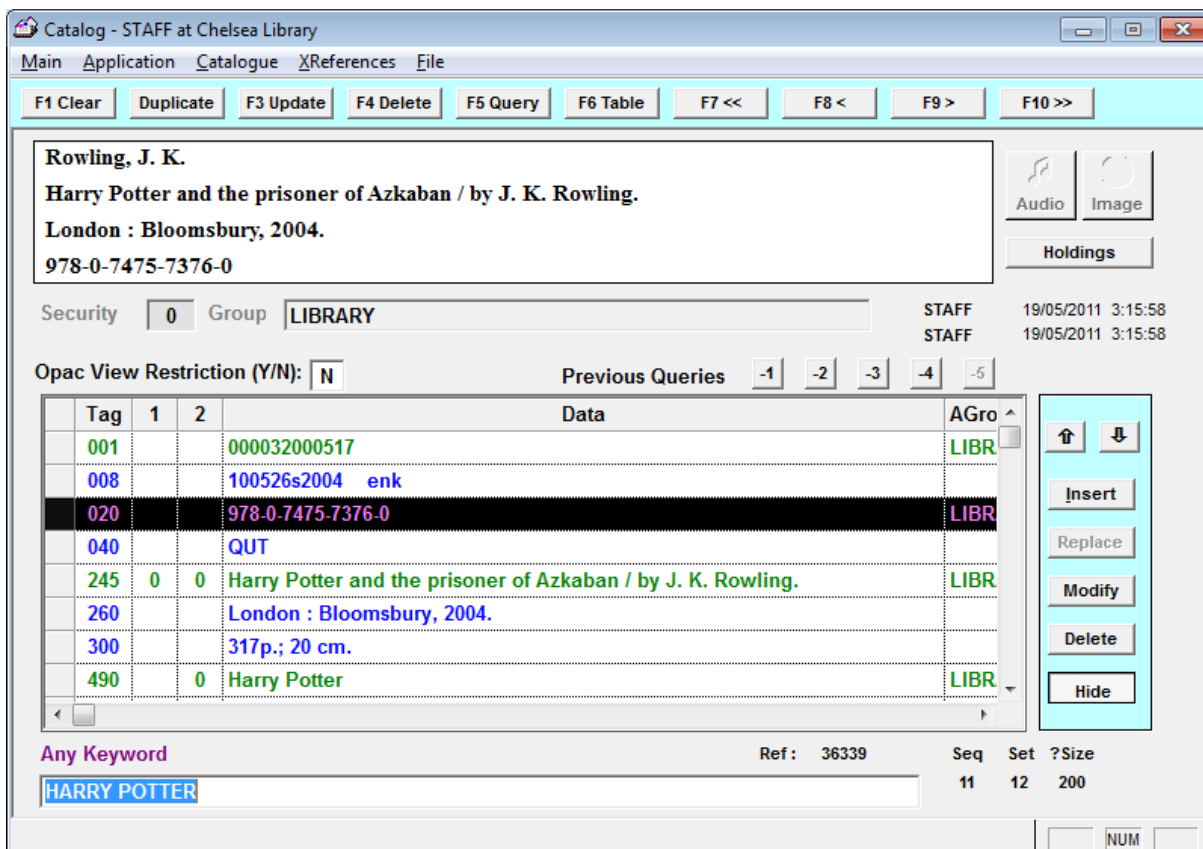 Catalog - STAFF at Chelsea Library
Main Application Catalogue XReferences File
F1 Clear Duplicate F3 Update F4 Delete F5 Query F6 Table F7 << F8 < F9 > F10 >>
Rowling, J. K.
Harry Potter and the prisoner of Azkaban / by J. K. Rowling.
London : Bloomsbury, 2004.
978-0-7475-7376-0
Audio Image
Holdings
Security 0 Group LIBRARY
STAFF 19/05/2011 3:15:58
STAFF 19/05/2011 3:15:58
Opac View Restriction (Y/N): N Previous Queries -1 -2 -3 -4 -5
Tag 1 2 Data AGro
001 000032000517 LIBR
008 100526s2004 enk
020 978-0-7475-7376-0 LIBR
040 QUT
245 0 0 Harry Potter and the prisoner of Azkaban / by J. K. Rowling. LIBR
260 London : Bloomsbury, 2004.
300 317p.; 20 cm.
490 0 Harry Potter LIBR
Insert
Replace
Modify
Delete
Hide
Any Keyword Ref : 36339 Seq Set ?Size
HARRY POTTER 11 12 200
NUM